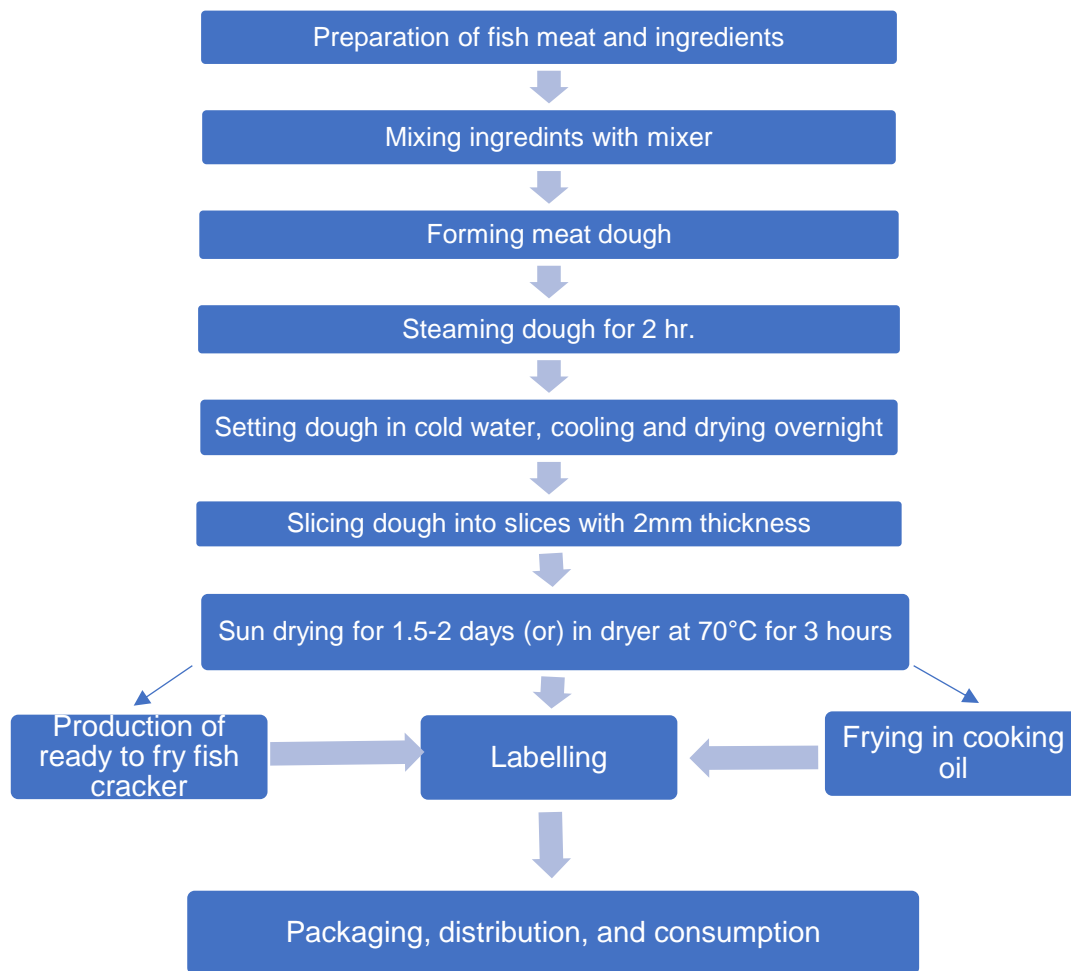 Preparation of fish meat and ingredients
Mixing ingredints with mixer
Forming meat dough
Steaming dough for 2 hr.
Setting dough in cold water, cooling and drying overnight
Slicing dough into slices with 2mm thickness
Sun drying for 1.5-2 days (or) in dryer at 70°C for 3 hours
Production of
ready to fry fish
cracker
Labelling
Frying in cooking
oil
Packaging, distribution, and consumption